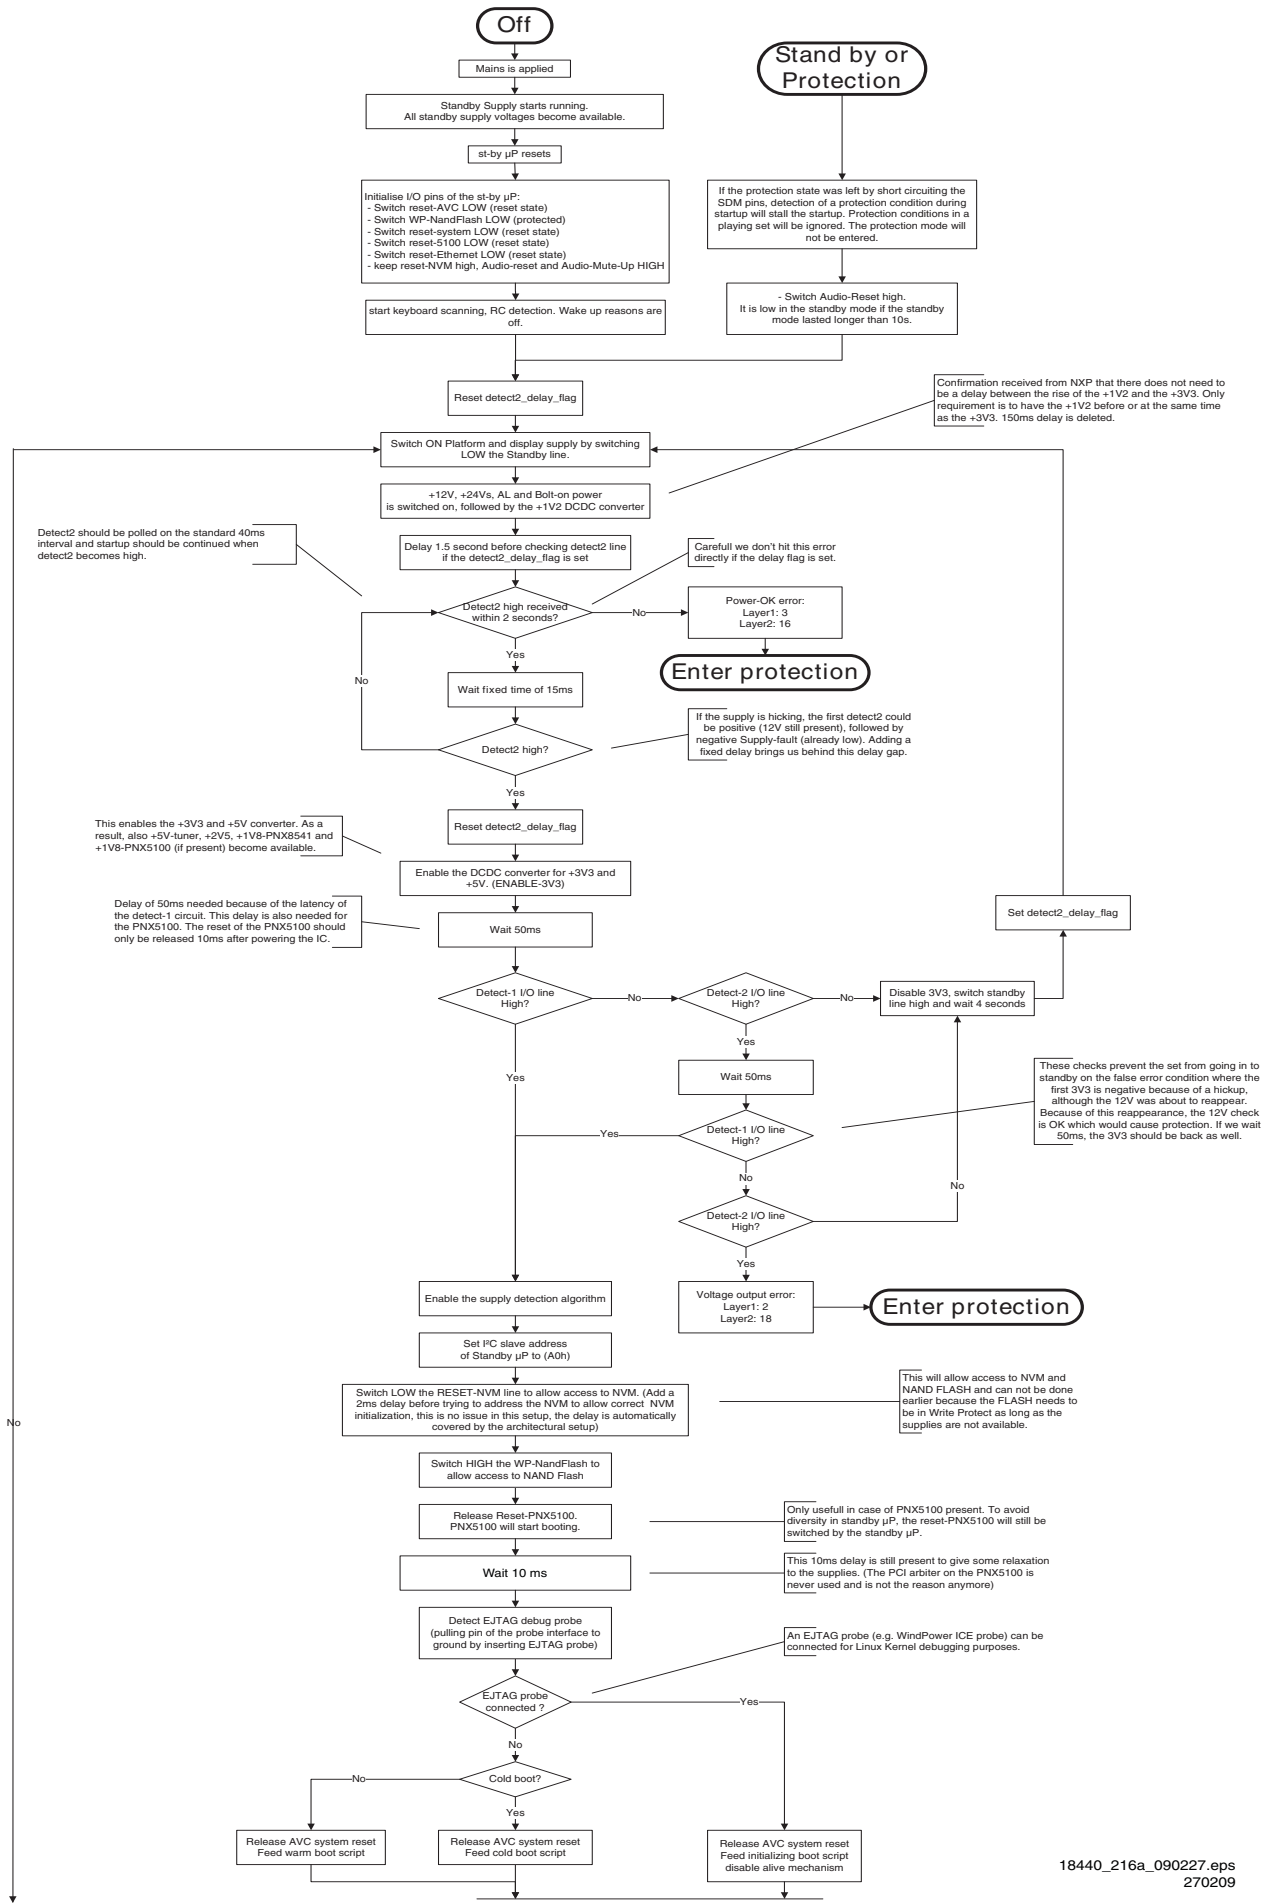 Off
Mains is applied
Standby Supply starts running.
All standby supply voltages become available.
st-by µP resets
Initialise I/O pins of the st-by µP:
- Switch reset-AVC LOW (reset state)
- Switch WP-NandFlash LOW (protected)
- Switch reset-system LOW (reset state)
- Switch reset-5100 LOW (reset state)
- Switch reset-Ethernet LOW (reset state)
- keep reset-NVM high, Audio-reset and Audio-Mute-Up HIGH
start keyboard scanning, RC detection. Wake up reasons are
off.
Stand by or
Protection
If the protection state was left by short circuiting the
SDM pins, detection of a protection condition during
startup will stall the startup. Protection conditions in a
playing set will be ignored. The protection mode will
not be entered.
- Switch Audio-Reset high.
It is low in the standby mode if the standby
mode lasted longer than 10s.
Reset detect2_delay_flag
Confirmation received from NXP that there does not need to
be a delay between the rise of the +1V2 and the +3V3. Only
requirement is to have the +1V2 before or at the same time
as the +3V3. 150ms delay is deleted.
Switch ON Platform and display supply by switching
LOW the Standby line.
+12V, +24Vs, AL and Bolt-on power
is switched on, followed by the +1V2 DCDC converter
Detect2 should be polled on the standard 40ms
interval and startup should be continued when
detect2 becomes high.
Delay 1.5 second before checking detect2 line
if the detect2_delay_flag is set
Carefull we don't hit this error
directly if the delay flag is set.
Detect2 high received
within 2 seconds?
No
Power-OK error:
Layer1: 3
Layer2: 16
Yes
Enter protection
No
Wait fixed time of 15ms
If the supply is hicking, the first detect2 could
be positive (12V still present), followed by
negative Supply-fault (already low). Adding a
fixed delay brings us behind this delay gap.
Detect2 high?
Yes
This enables the +3V3 and +5V converter. As a
result, also +5V-tuner, +2V5, +1V8-PNX8541 and
+1V8-PNX5100 (if present) become available.
Reset detect2_delay_flag
Enable the DCDC converter for +3V3 and
+5V. (ENABLE-3V3)
Delay of 50ms needed because of the latency of
the detect-1 circuit. This delay is also needed for
the PNX5100. The reset of the PNX5100 should
only be released 10ms after powering the IC.
Wait 50ms
Set detect2_delay_flag
Detect-1 I/O line
High?
No
Detect-2 I/O line
High?
No
Disable 3V3, switch standby
line high and wait 4 seconds
Yes
Yes
Wait 50ms
These checks prevent the set from going in to
standby on the false error condition where the
first 3V3 is negative because of a hickup,
although the 12V was about to reappear.
Because of this reappearance, the 12V check
is OK which would cause protection. If we wait
50ms, the 3V3 should be back as well.
Yes
Detect-1 I/O line
High?
No
No
Detect-2 I/O line
High?
Yes
Enable the supply detection algorithm
Voltage output error:
Layer1: 2
Layer2: 18
Enter protection
Set I²C slave address
of Standby µP to (A0h)
Switch LOW the RESET-NVM line to allow access to NVM. (Add a
2ms delay before trying to address the NVM to allow correct NVM
initialization, this is no issue in this setup, the delay is automatically
covered by the architectural setup)
This will allow access to NVM and
NAND FLASH and can not be done
earlier because the FLASH needs to
be in Write Protect as long as the
supplies are not available.
No
Switch HIGH the WP-NandFlash to
allow access to NAND Flash
Release Reset-PNX5100.
PNX5100 will start booting.
Only usefull in case of PNX5100 present. To avoid
diversity in standby µP, the reset-PNX5100 will still be
switched by the standby µP.
Wait 10 ms
This 10ms delay is still present to give some relaxation
to the supplies. (The PCI arbiter on the PNX5100 is
never used and is not the reason anymore)
Detect EJTAG debug probe
(pulling pin of the probe interface to
ground by inserting EJTAG probe)
An EJTAG probe (e.g. WindPower ICE probe) can be
connected for Linux Kernel debugging purposes.
EJTAG probe
connected ?
Yes
No
Cold boot?
No
Yes
Release AVC system reset
Feed warm boot script
Release AVC system reset
Feed cold boot script
Release AVC system reset
Feed initializing boot script
disable alive mechanism
18440_216a_090227.eps
270209